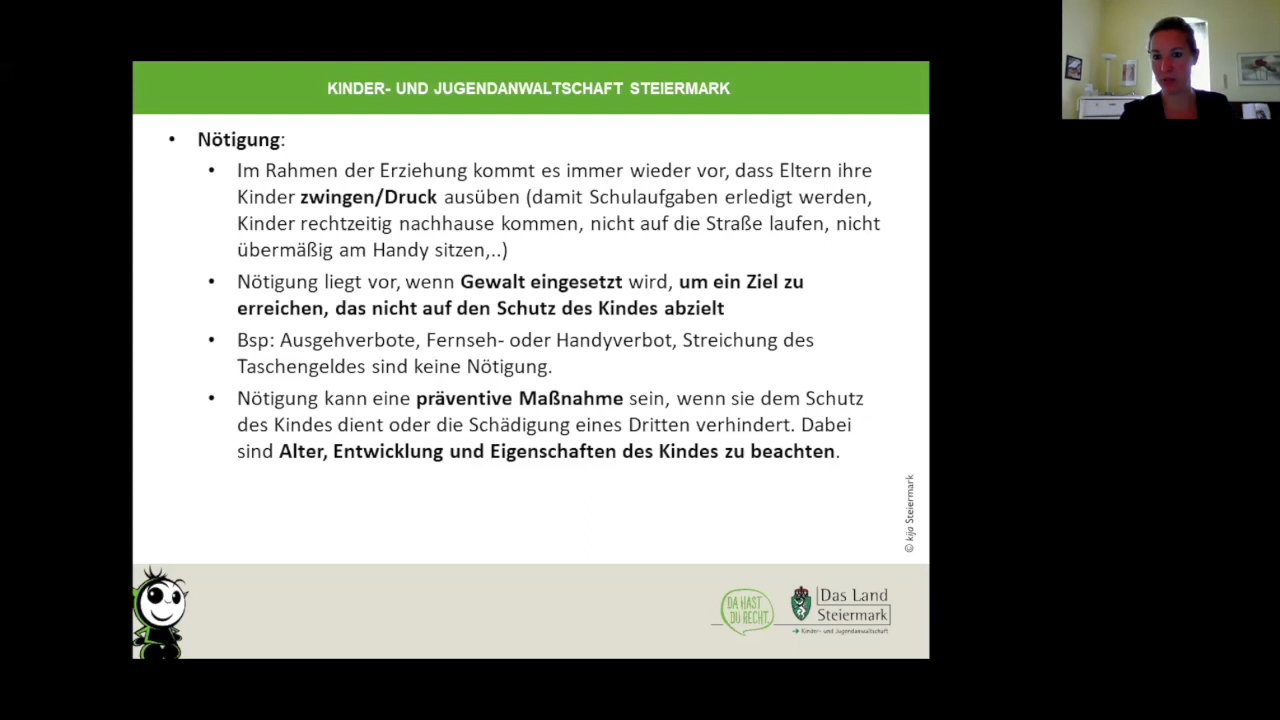 KINDER- UND JUGENDANWALTSCHAFT STEIERMARK
• Nötigung:
• Im Rahmen der Erziehung kommt es immer wieder vor, dass Eltern ihre
Kinder zwingen/Druck ausüben (damit Schulaufgaben erledigt werden,
Kinder rechtzeitig nachhause kommen, nicht auf die Straße laufen, nicht
übermäßig am Handy sitzen,..)
• Nötigung liegt vor, wenn Gewalt eingesetzt wird, um ein Ziel zu
erreichen, das nicht auf den Schutz des Kindes abzielt
• Bsp: Ausgehverbote, Fernseh- oder Handyverbot, Streichung des
Taschengeldes sind keine Nötigung.
• Nötigung kann eine präventive Maßnahme sein, wenn sie dem Schutz
des Kindes dient oder die Schädigung eines Dritten verhindert. Dabei
sind Alter, Entwicklung und Eigenschaften des Kindes zu beachten.
© kija Steiermark
DA HAST
DU RECHT
Das Land
Steiermark
→ Kinder- und Jugendanwaltschaft